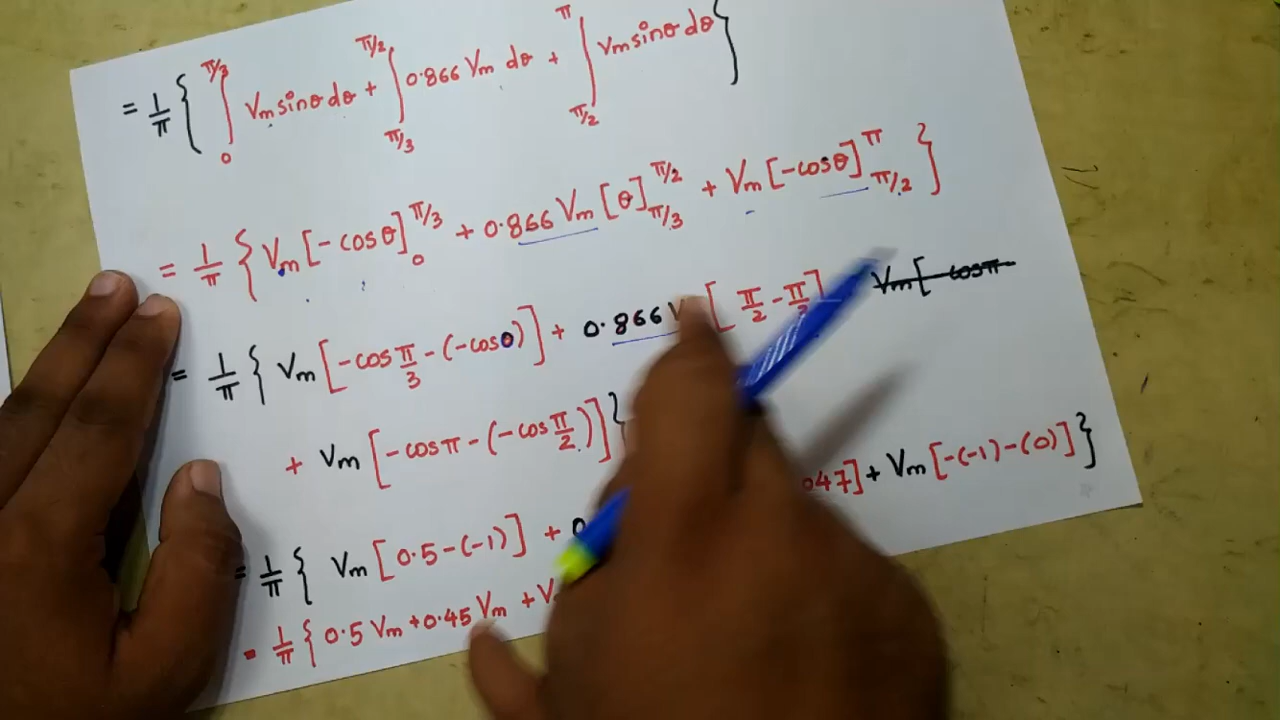 = 1/π { ∫₀^π/3 Vm sinθ dθ + ∫π/3^π/2 0.866 Vm dθ + ∫π/2^π Vm sinθ dθ }
= 1/π { Vm [-cosθ]₀^π/3 + 0.866 Vm [θ]π/3^π/2 + Vm [-cosθ]π/2^π }
= 1/π { Vm [-cos π/3 - (-cos0)] + 0.866 [π/2 - π/3]
+ Vm [-cosπ - (-cos π/2)] }
= 1/π { Vm [0.5-(-1)] + 047] + Vm [-(-1)-(0)] }
= 1/π { 0.5 Vm + 0.45 Vm +